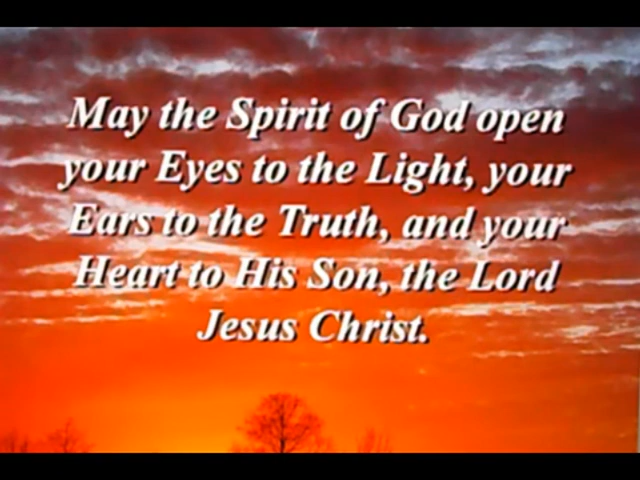 May the Spirit of God open
your Eyes to the Light, your
Ears to the Truth, and your
Heart to His Son, the Lord
Jesus Christ.